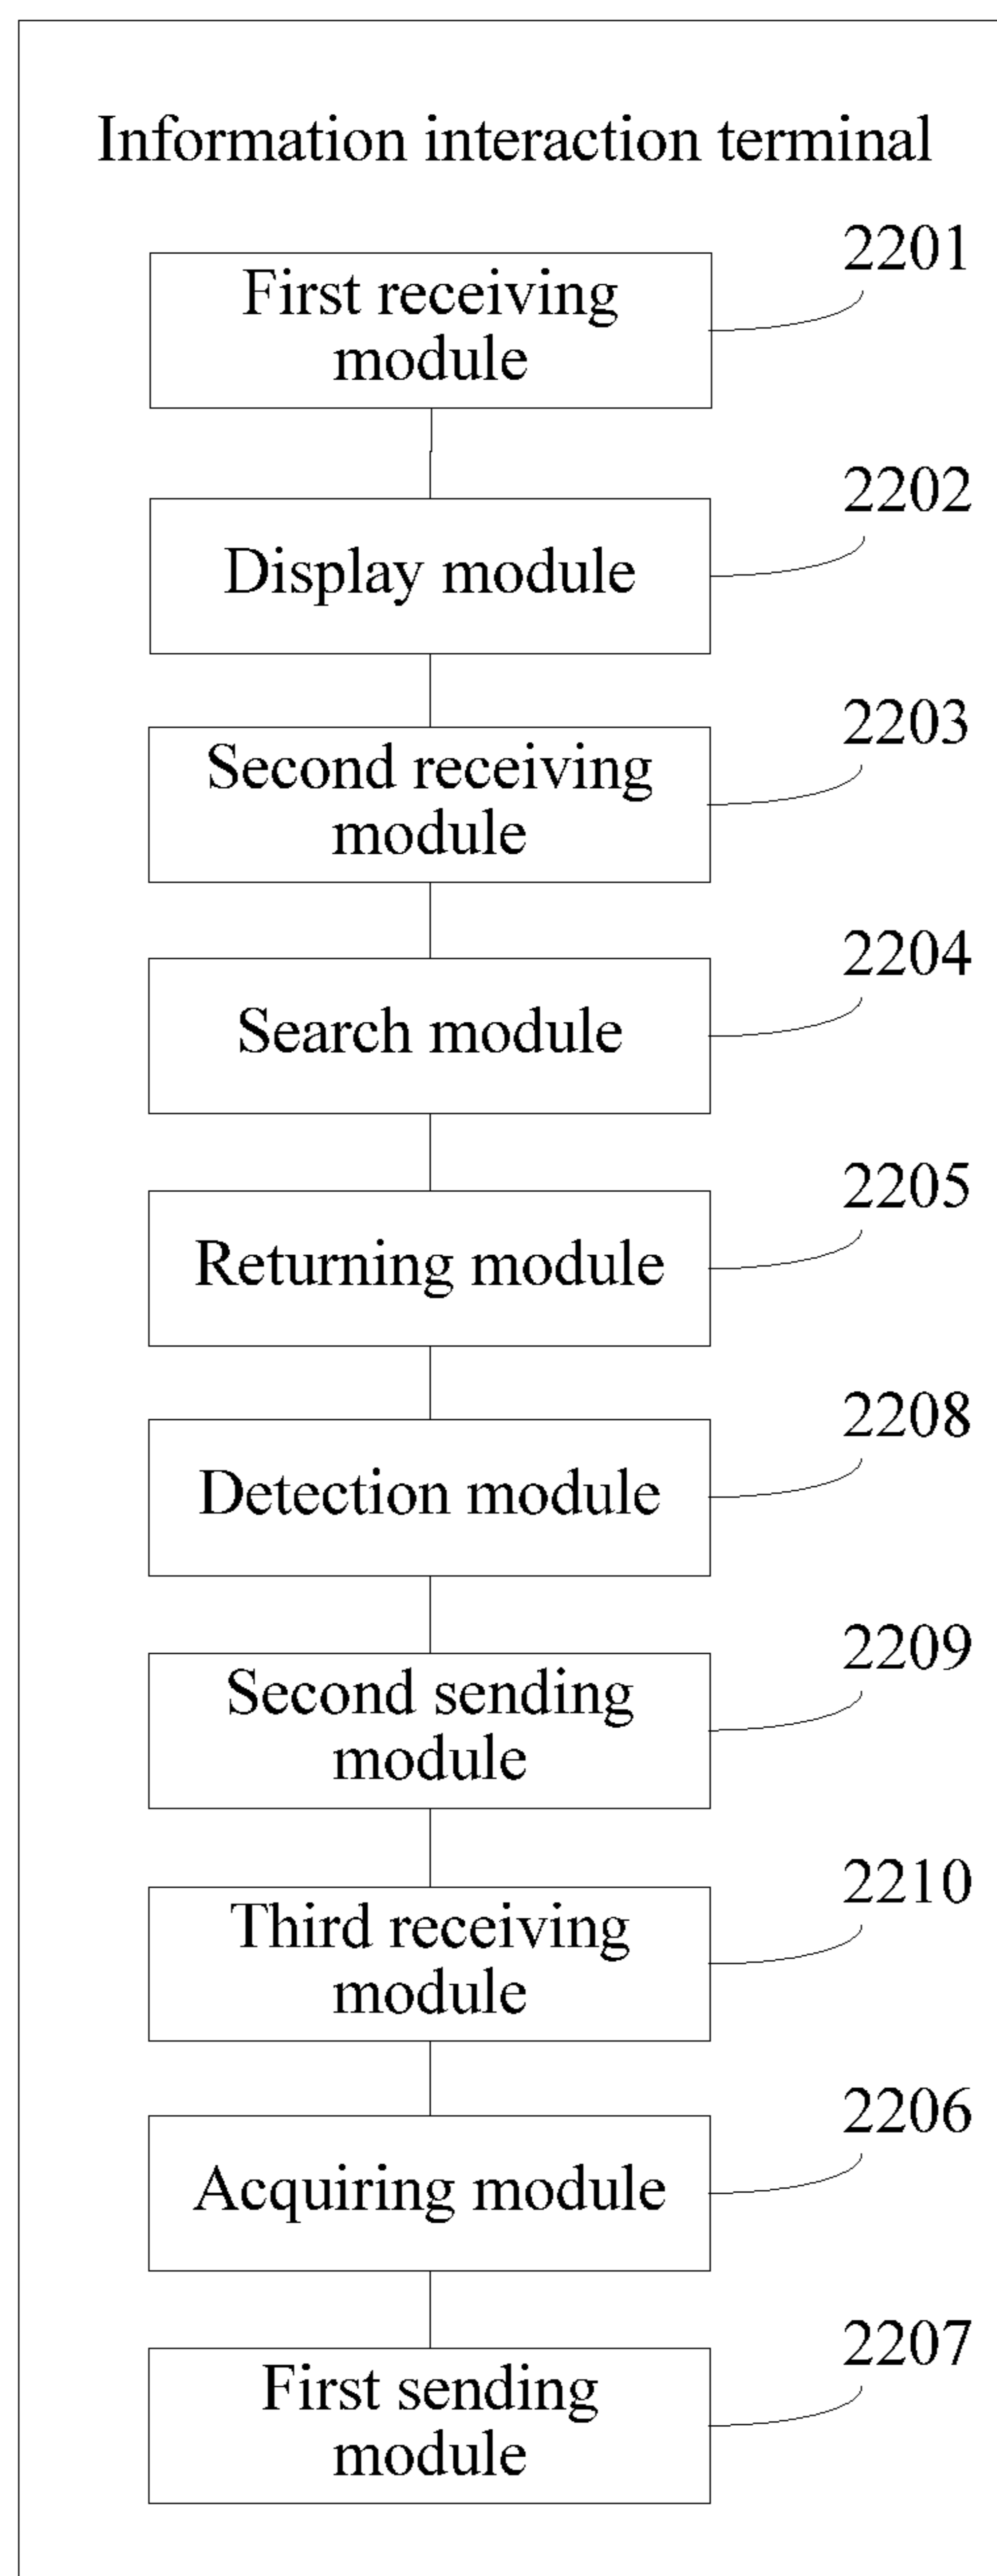 Information interaction terminal
2201
First receiving
module
2202
Display module
2203
Second receiving
module
2204
Search module
2205
Returning module
2208
Detection module
2209
Second sending
module
2210
Third receiving
module
2206
Acquiring module
2207
First sending
module